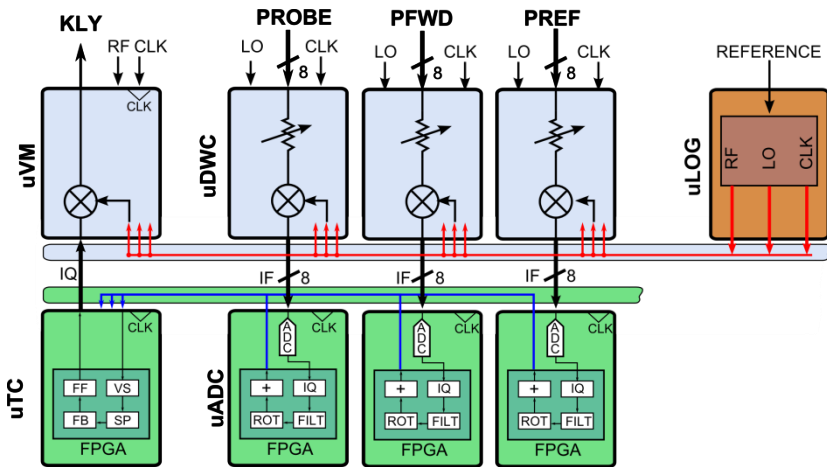 KLY
PROBE
PFWD
PREF
RF CLK
LO
CLK
LO
CLK
LO
CLK
REFERENCE
8
8
8
CLK
uVM
uDWC
uLOG
RF
LO
CLK
IQ
IF
8
IF
8
IF
8
CLK
CLK
CLK
CLK
ADC
ADC
ADC
uTC
uADC
FF
VS
+
IQ
+
IQ
+
IQ
FB
SP
ROT
FILT
ROT
FILT
ROT
FILT
FPGA
FPGA
FPGA
FPGA